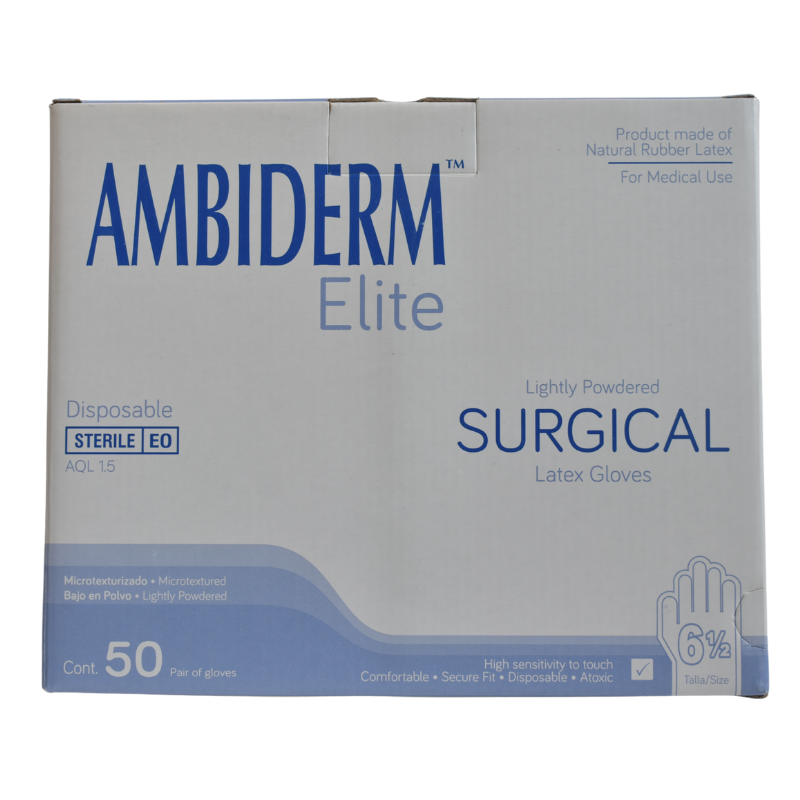 AMBIDERM™
Elite
Product made of
Natural Rubber Latex
For Medical Use
Lightly Powdered
SURGICAL
Latex Gloves
Disposable
STERILE EO
AQL 1.5
Microtexturizado • Microtextured
Bajo en Polvo • Lightly Powdered
Cont. 50 Pair of gloves
High sensitivity to touch
Comfortable • Secure Fit • Disposable • Atoxic
6½
Talla/Size